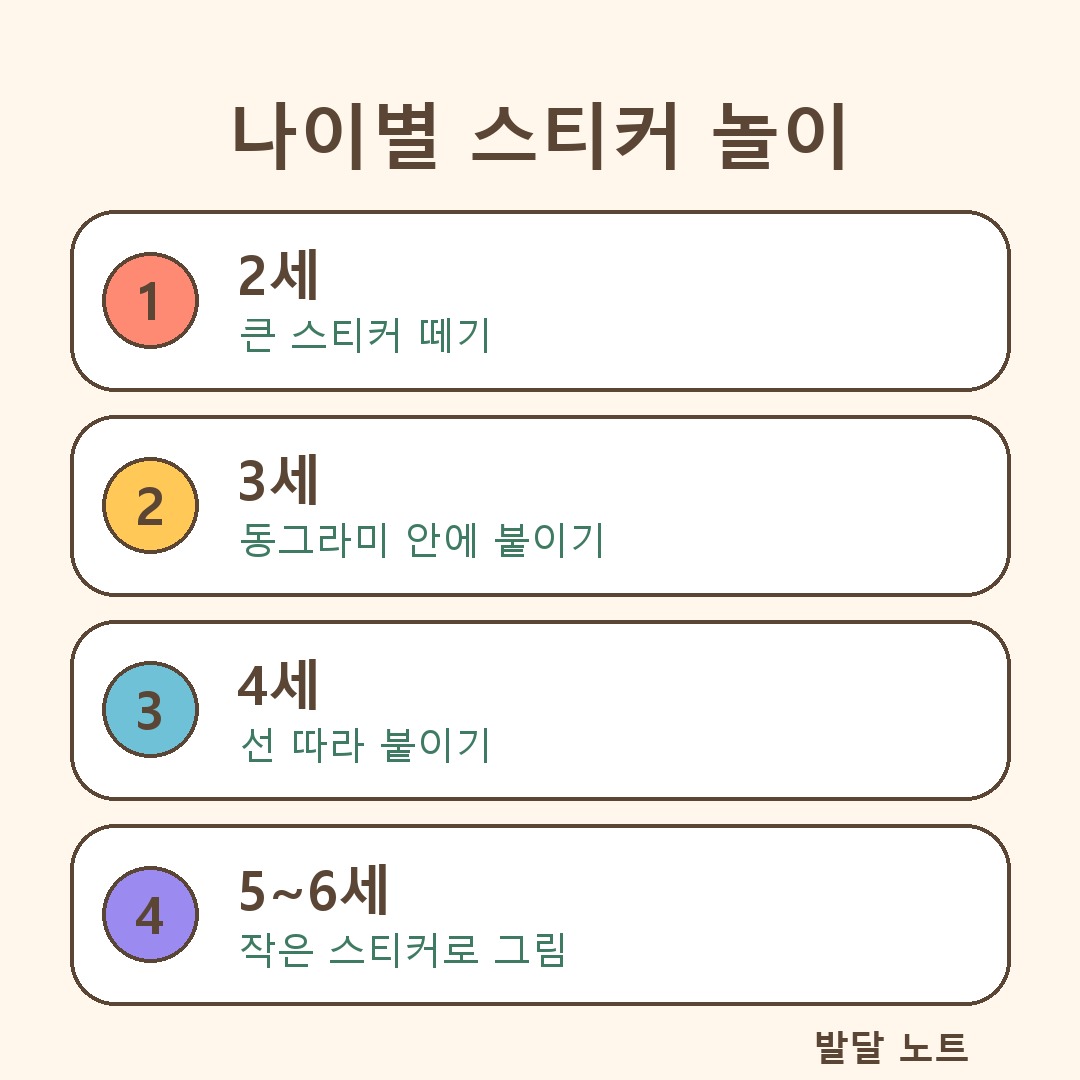 나이별 스티커 놀이
1
2세
큰 스티커 떼기
2
3세
동그라미 안에 붙이기
3
4세
선 따라 붙이기
4
5~6세
작은 스티커로 그림
발달 노트